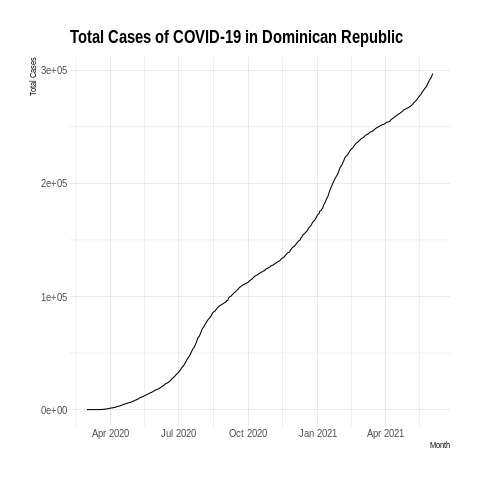 Total Cases of COVID-19 in Dominican Republic
Total Cases
3e+05
2e+05
1e+05
0e+00
Apr 2020 Jul 2020 Oct 2020 Jan 2021 Apr 2021
Month